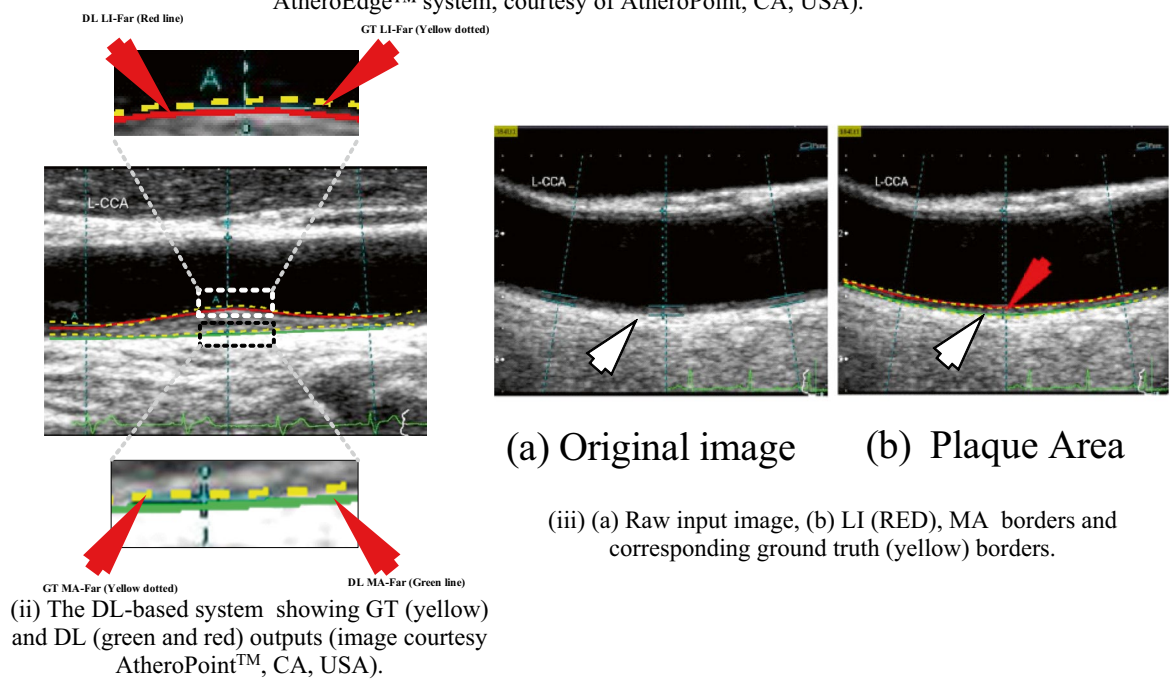 AtheroEdge™ system, courtesy of AtheroPoint, CA, USA).
DL LI-Far (Red line)
GT LI-Far (Yellow dotted)
A
L-CCA
A
A
A
GT MA-Far (Yellow dotted)
DL MA-Far (Green line)
(ii) The DL-based system showing GT (yellow)
and DL (green and red) outputs (image courtesy
AtheroPoint™, CA, USA).
L-CCA
2
L-CCA
2
(a) Original image
(b) Plaque Area
(iii) (a) Raw input image, (b) LI (RED), MA borders and
corresponding ground truth (yellow) borders.